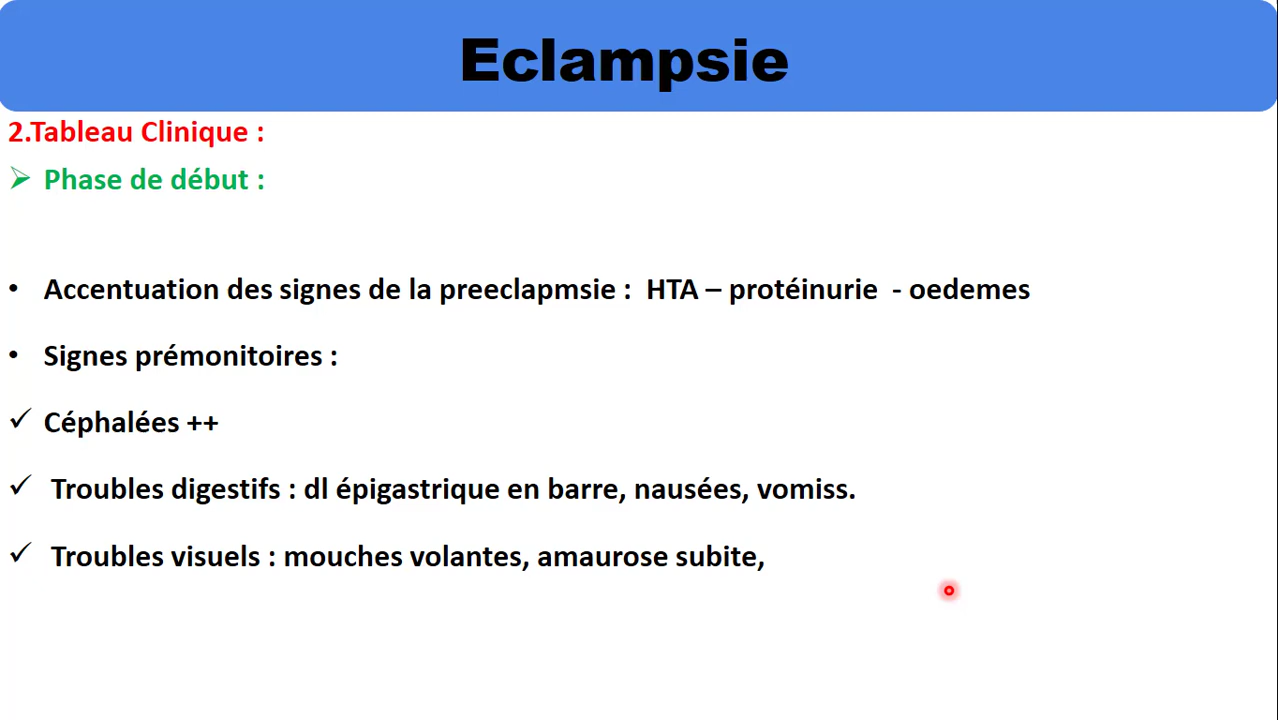 Eclampsie
2.Tableau Clinique :
➢ Phase de début :
• Accentuation des signes de la preeclapmsie : HTA – protéinurie - oedemes
• Signes prémonitoires :
✓ Céphalées ++
✓ Troubles digestifs : dl épigastrique en barre, nausées, vomiss.
✓ Troubles visuels : mouches volantes, amaurose subite,